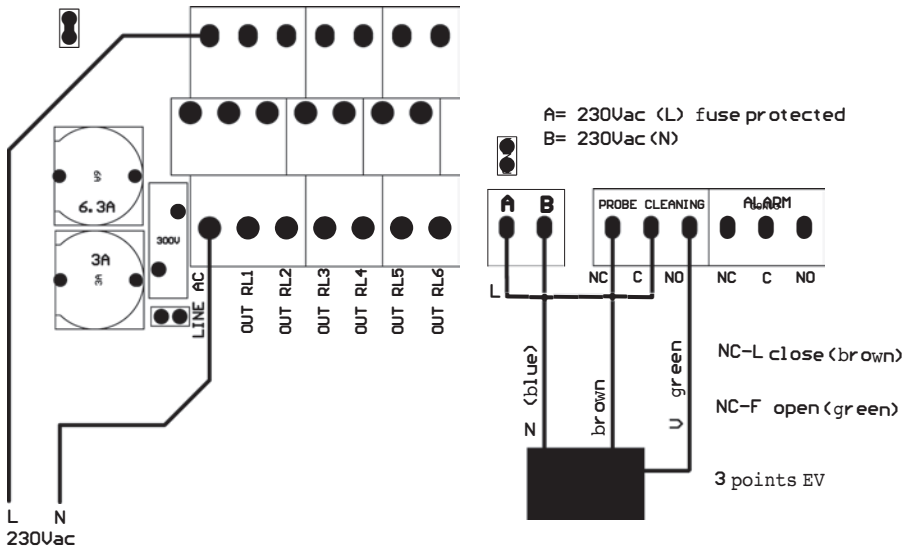 A= 230Vac (L) fuse protected
B= 230Vac (N)
6.3A
3A
300V
LINE AC
OUT RL1
OUT RL2
OUT RL3
OUT RL4
OUT RL5
OUT RL6
L
N
230Vac
A
B
PROBE CLEANING
ALARM
NC
C
NO
NC
C
NO
L
N (blue)
brown
V green
NC-L close (brown)
NC-F open (green)
3 points EV